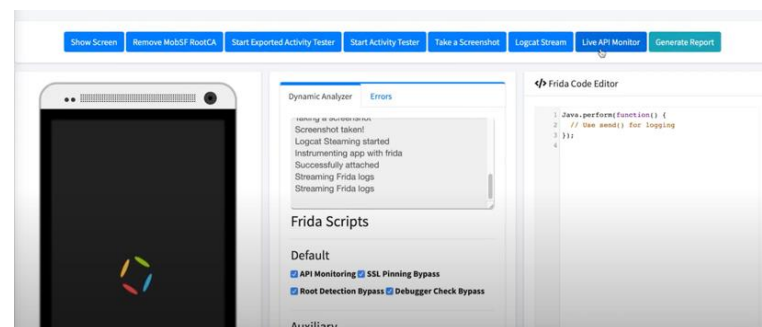 Show Screen Remove MobSF RootCA Start Exported Activity Tester Start Activity Tester Take a Screenshot Logcat Stream Live API Monitor Generate Report
Dynamic Analyzer Errors
Taking a screenshot
Screenshot taken!
Logcat Steaming started
Instrumenting app with frida
Successfully attached
Streaming Frida logs
Streaming Frida logs
Frida Scripts
Default
API Monitoring SSL Pinning Bypass
Root Detection Bypass Debugger Check Bypass
Auxiliary
</> Frida Code Editor
1 Java.perform(function() {
2 // Use send() for logging
3 });
4